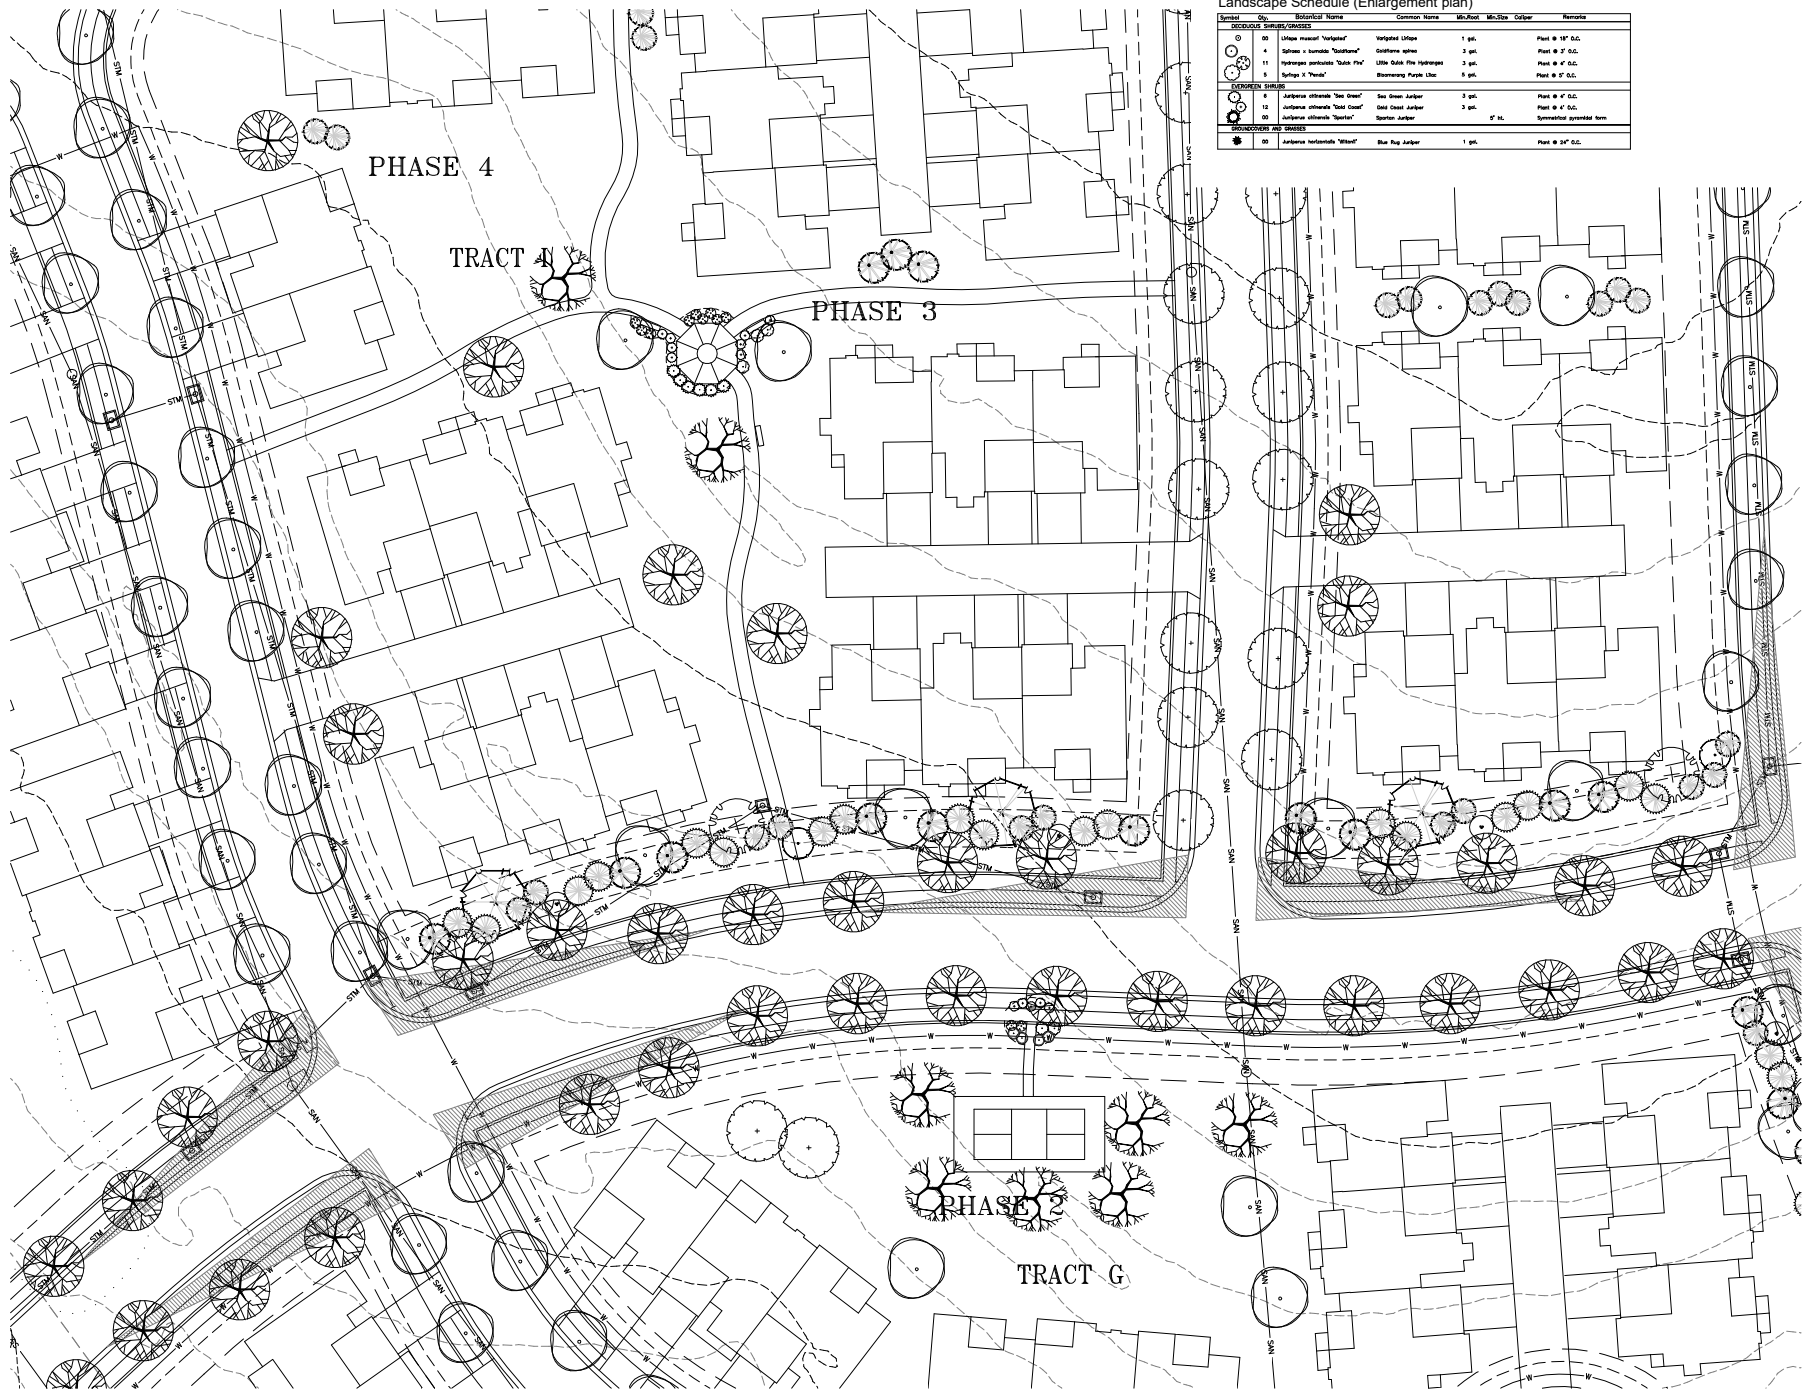 Landscape Schedule (Enlargement plan)
Symbol Qty. Botanical Name Common Name Min.Root Min.Size Caliper Remarks
DECIDUOUS SHRUBS/GRASSES
00 Liriope muscari "Varigated" Varigated Liriope 1 gal. Plant @ 18" O.C.
4 Spiraea x bumalda "Goldflame" Goldflame spirea 3 gal. Plant @ 3' O.C.
11 Hydrangea paniculata "Quick Fire" Little Quick Fire Hydrangea 3 gal. Plant @ 4' O.C.
5 Syringa X "Penda" Bloomerang Purple Lilac 5 gal. Plant @ 5' O.C.
EVERGREEN SHRUBS
6 Juniperus chinensis "Sea Green" Sea Green Juniper 3 gal. Plant @ 4' O.C.
12 Juniperus chinensis "Gold Coast" Gold Coast Juniper 3 gal. Plant @ 4' O.C.
00 Juniperus chinensis "Spartan" Spartan Juniper 5' ht. Symmetrical pyramidal form
GROUNDCOVERS AND GRASSES
00 Juniperus horizontalis "Wiltonii" Blue Rug Juniper 1 gal. Plant @ 24" O.C.
PHASE 4
TRACT I
PHASE 3
PHASE 2
TRACT G
STM
SAN
W